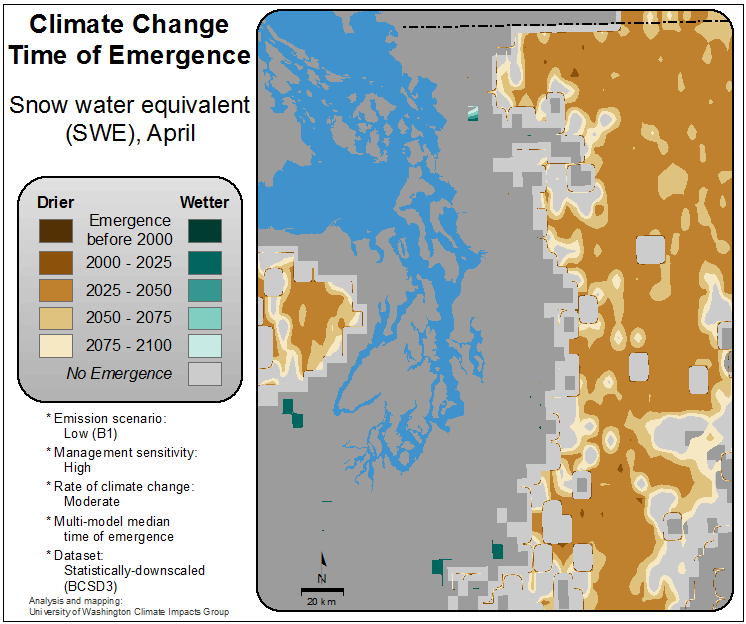 Climate Change
Time of Emergence
Snow water equivalent
(SWE), April
Drier Wetter
Emergence
before 2000
2000 - 2025
2025 - 2050
2050 - 2075
2075 - 2100
No Emergence
* Emission scenario:
Low (B1)
* Management sensitivity:
High
* Rate of climate change:
Moderate
* Multi-model median
time of emergence
* Dataset:
Statistically-downscaled
(BCSD3)
Analysis and mapping:
University of Washington Climate Impacts Group
N
20 km